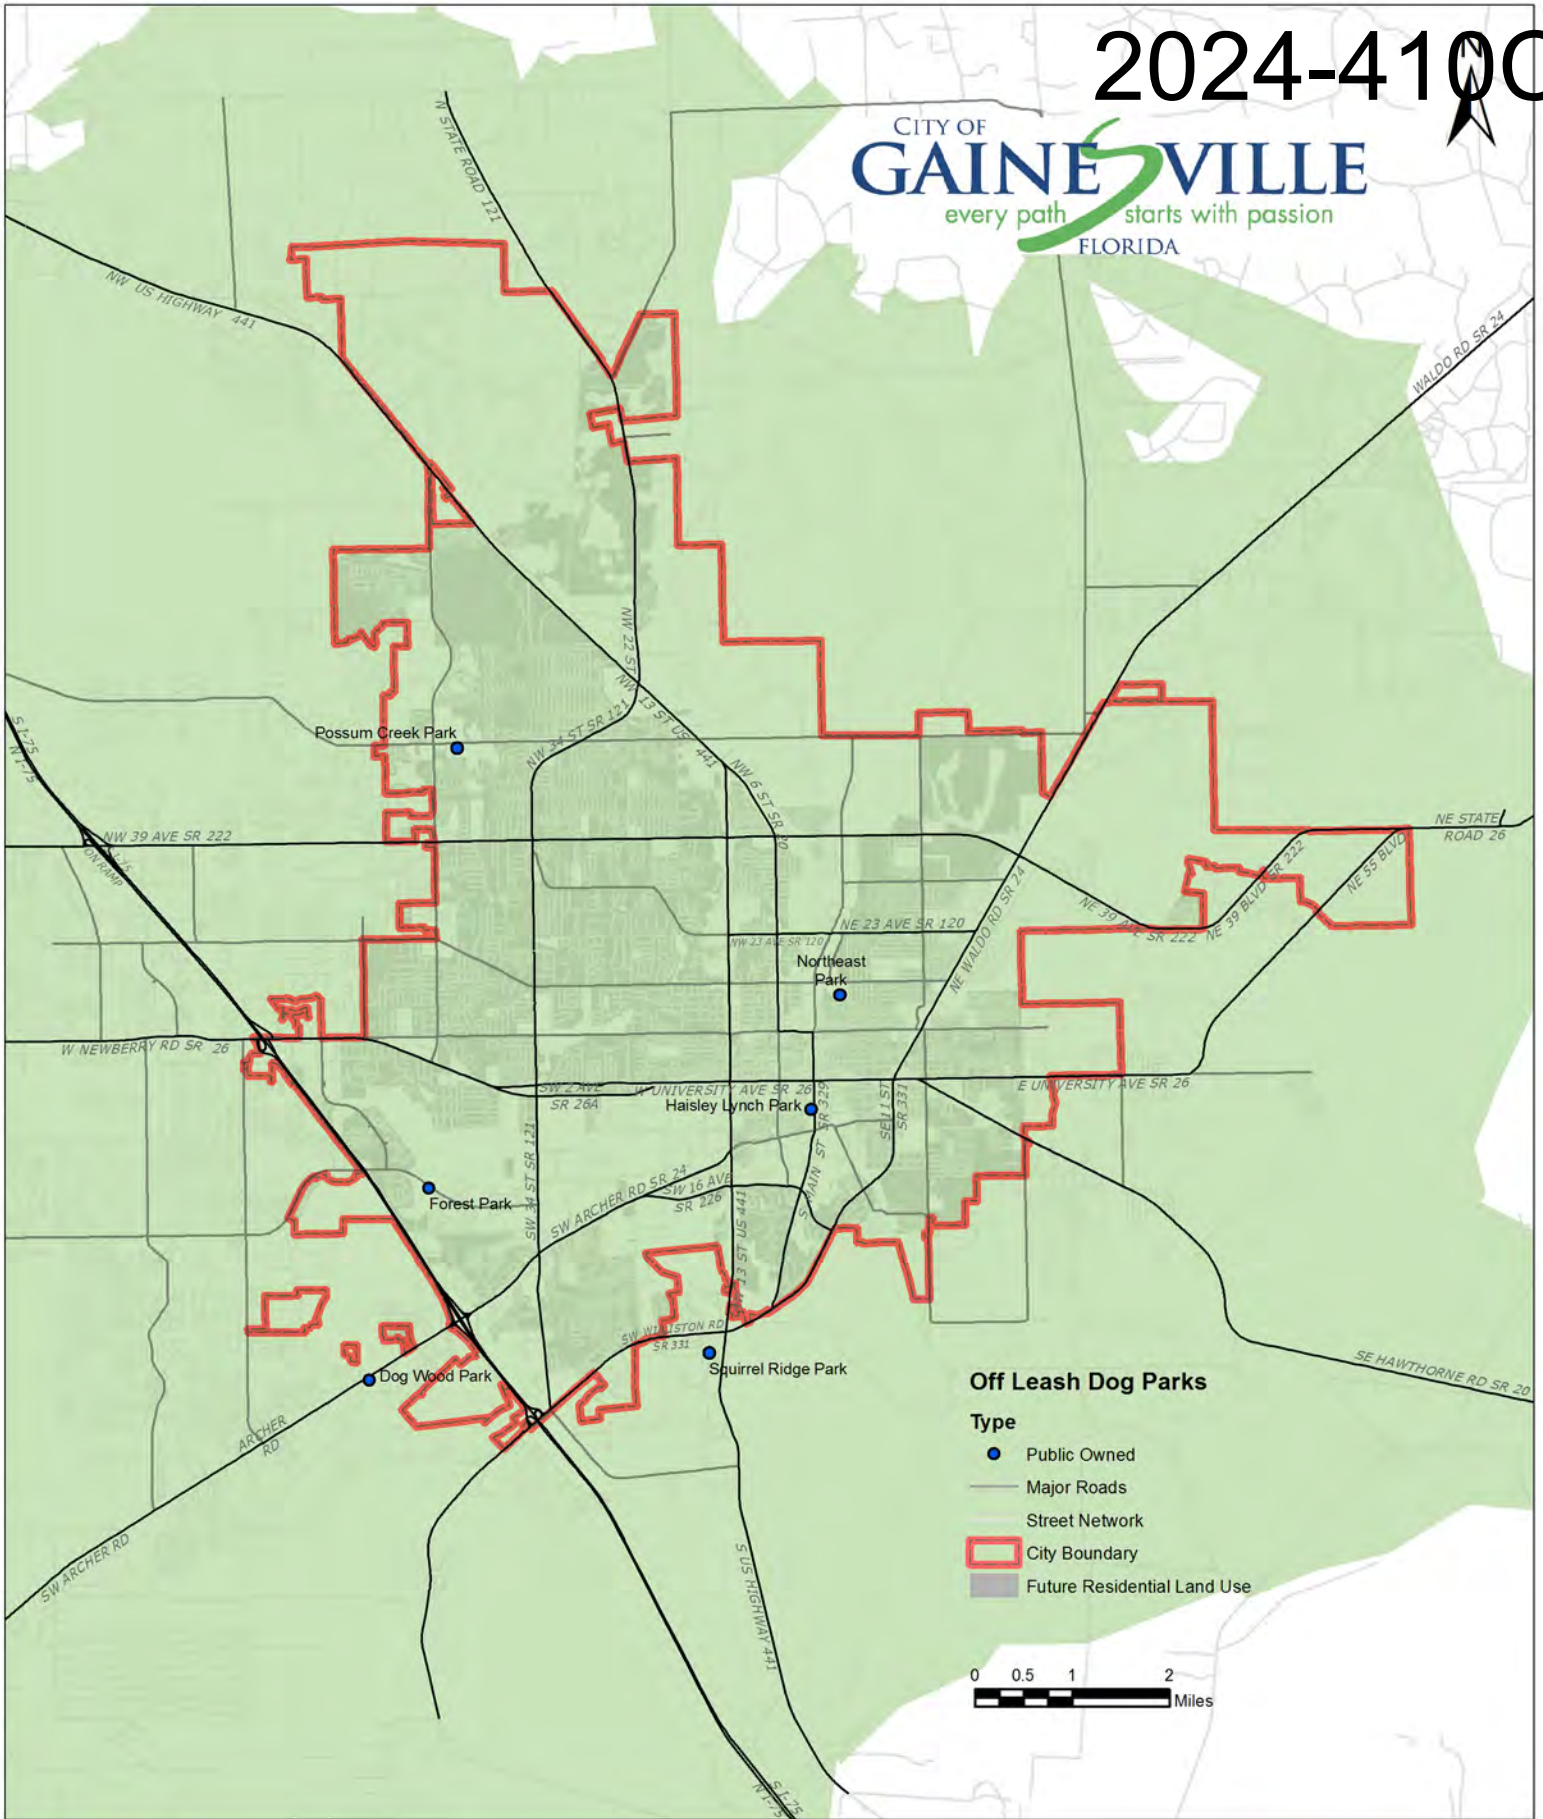 2024-410C
N
CITY OF
GAINESVILLE
every path starts with passion
FLORIDA
N STATE ROAD 121
NW US HIGHWAY 441
WALDO RD SR 24
NW 22 ST
NW 13 ST US 441
NW 34 ST SR 121
Possum Creek Park
S I-75
N I-75
NW 6 ST SR 20
NW 39 AVE SR 222
I-75
ON RAMP
NE STATE
ROAD 26
NE 55 BLVD
NE 39 BLVD SR 222
NE 39 AVE SR 222
NE WALDO RD SR 24
NE 23 AVE SR 120
NW 23 AVE SR 120
Northeast
Park
W NEWBERRY RD SR 26
SW 2 AVE
SR 26A
W UNIVERSITY AVE SR 26
E UNIVERSITY AVE SR 26
Haisley Lynch Park
SR 329
S MAIN ST
SE 11 ST
SR 331
SW 34 ST SR 121
SW ARCHER RD SR 24
SW 16 AVE
SR 226
Forest Park
SW 13 ST US 441
SW WILLISTON RD
SR 331
Squirrel Ridge Park
Dog Wood Park
ARCHER
RD
SW ARCHER RD
SE HAWTHORNE RD SR 20
S US HIGHWAY 441
S I-75
N I-75
Off Leash Dog Parks
Type
Public Owned
Major Roads
Street Network
City Boundary
Future Residential Land Use
0 0.5 1 2
Miles